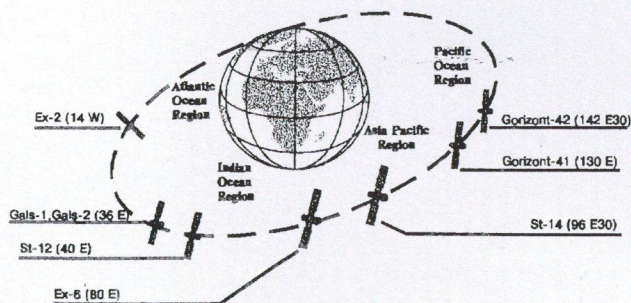 Pacific
Ocean
Region
Atlantic
Ocean
Region
Ex-2 (14 W)
Gorizont-42 (142 E30)
Asia Pacific
Region
Gorizont-41 (130 E)
Indian
Ocean
Region
Gals-1,Gals-2 (36 E)
St-14 (96 E30)
St-12 (40 E)
Ex-6 (80 E)